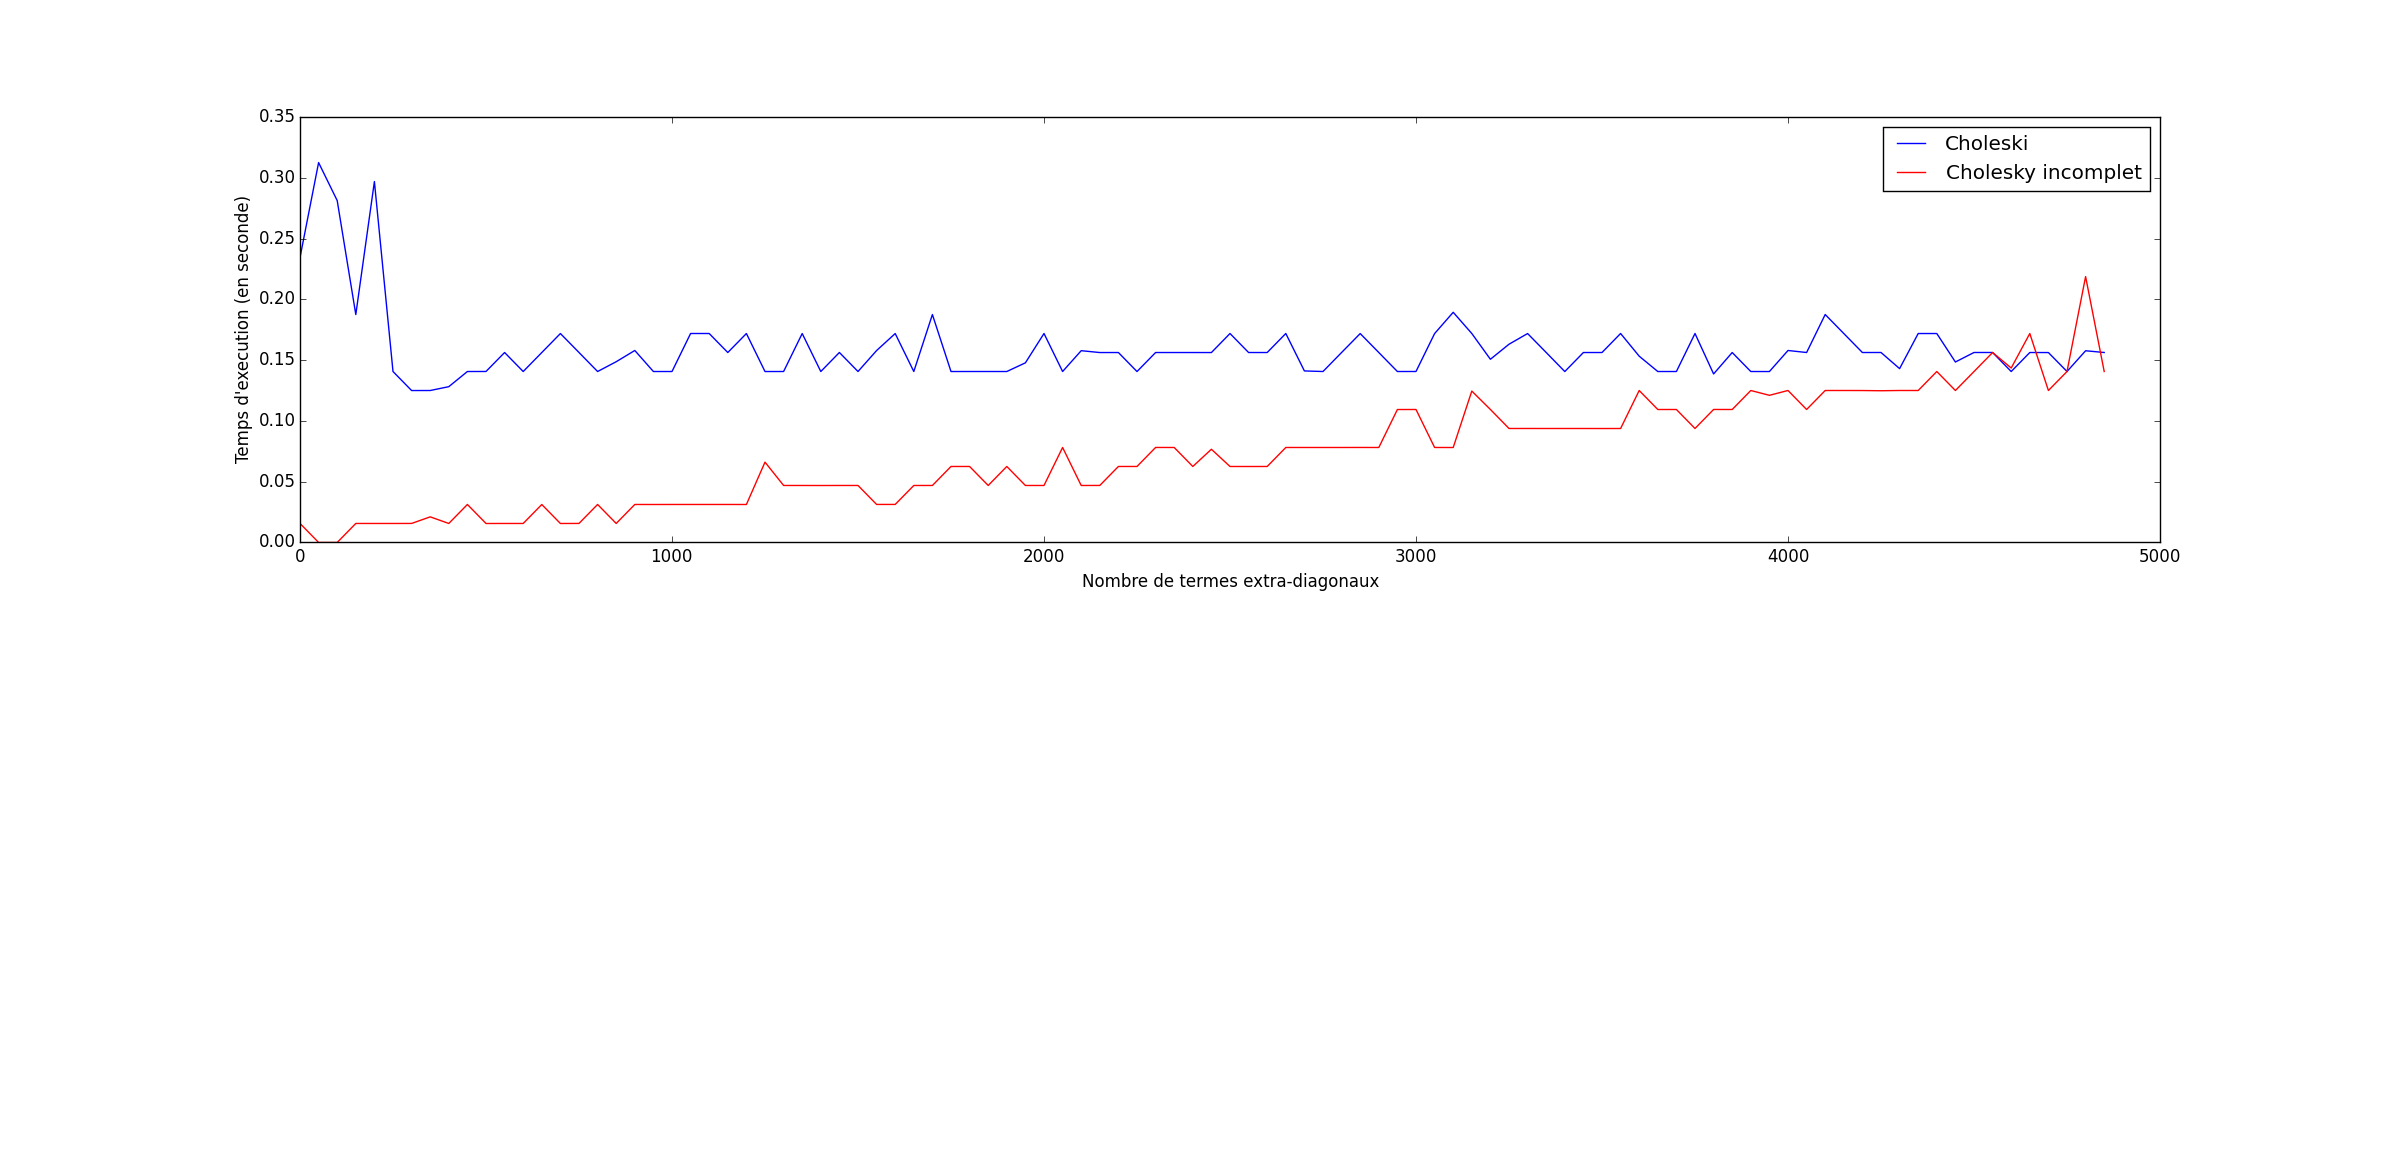 0.35
0.30
0.25
0.20
0.15
0.10
0.05
0.00
Temps d'execution (en seconde)
Choleski
Cholesky incomplet
0 1000 2000 3000 4000 5000
Nombre de termes extra-diagonaux